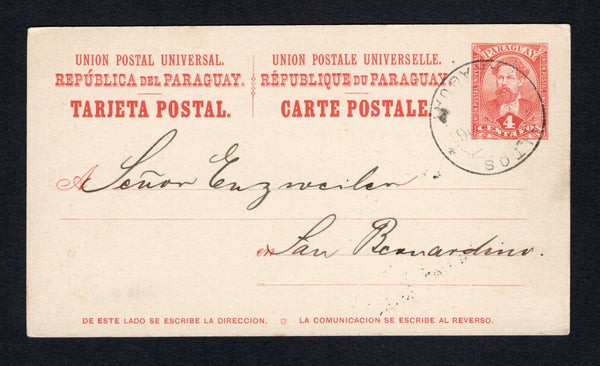 UNION POSTAL UNIVERSAL.
REPÚBLICA DEL PARAGUAY.
TARJETA POSTAL.
UNION POSTALE UNIVERSELLE.
RÉPUBLIQUE DU PARAGUAY.
CARTE POSTALE
PARAGUAY
4
CENTAVOS
ALTOS
A Señor Enzweiler
en San Bernardino.
DE ESTE LADO SE ESCRIBE LA DIRECCION. LA COMUNICACION SE ESCRIBE AL REVERSO.